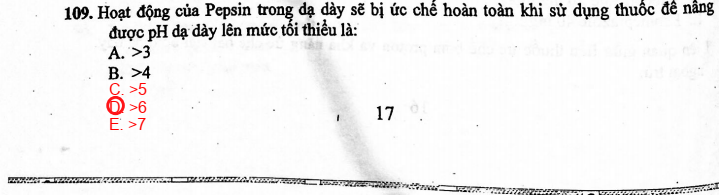 109. Hoạt động của Pepsin trong dạ dày sẽ bị ức chế hoàn toàn khi sử dụng thuốc để nâng
được pH dạ dày lên mức tối thiểu là:
A. >3
B. >4
C. >5
D. >6
E. >7
17